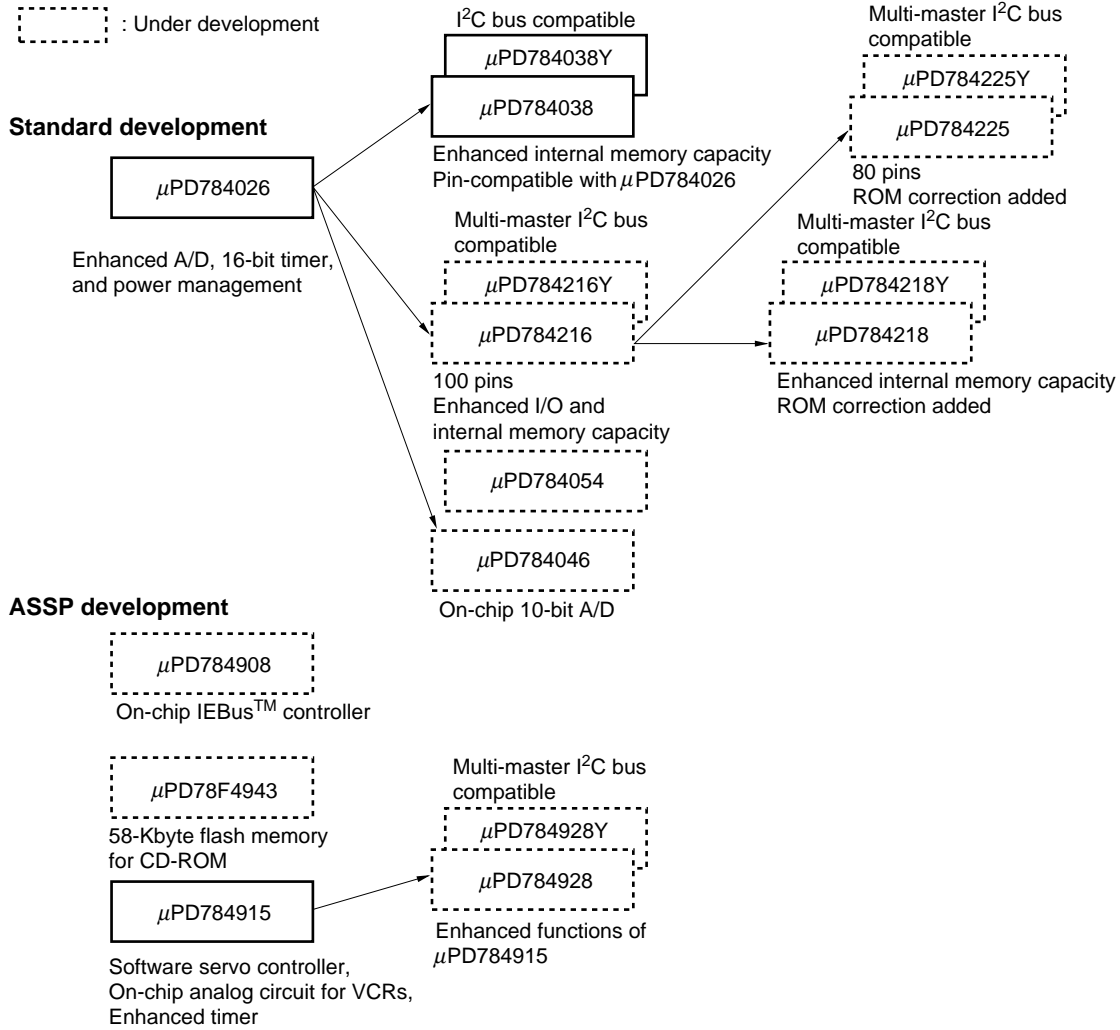 : Under development
I²C bus compatible
μPD784038Y
μPD784038
Enhanced internal memory capacity
Pin-compatible with μPD784026
Multi-master I²C bus
compatible
μPD784225Y
μPD784225
80 pins
ROM correction added
Standard development
μPD784026
Enhanced A/D, 16-bit timer,
and power management
Multi-master I²C bus
compatible
μPD784216Y
μPD784216
100 pins
Enhanced I/O and
internal memory capacity
Multi-master I²C bus
compatible
μPD784218Y
μPD784218
Enhanced internal memory capacity
ROM correction added
μPD784054
μPD784046
On-chip 10-bit A/D
ASSP development
μPD784908
On-chip IEBus™ controller
μPD78F4943
58-Kbyte flash memory
for CD-ROM
μPD784915
Software servo controller,
On-chip analog circuit for VCRs,
Enhanced timer
Multi-master I²C bus
compatible
μPD784928Y
μPD784928
Enhanced functions of
μPD784915